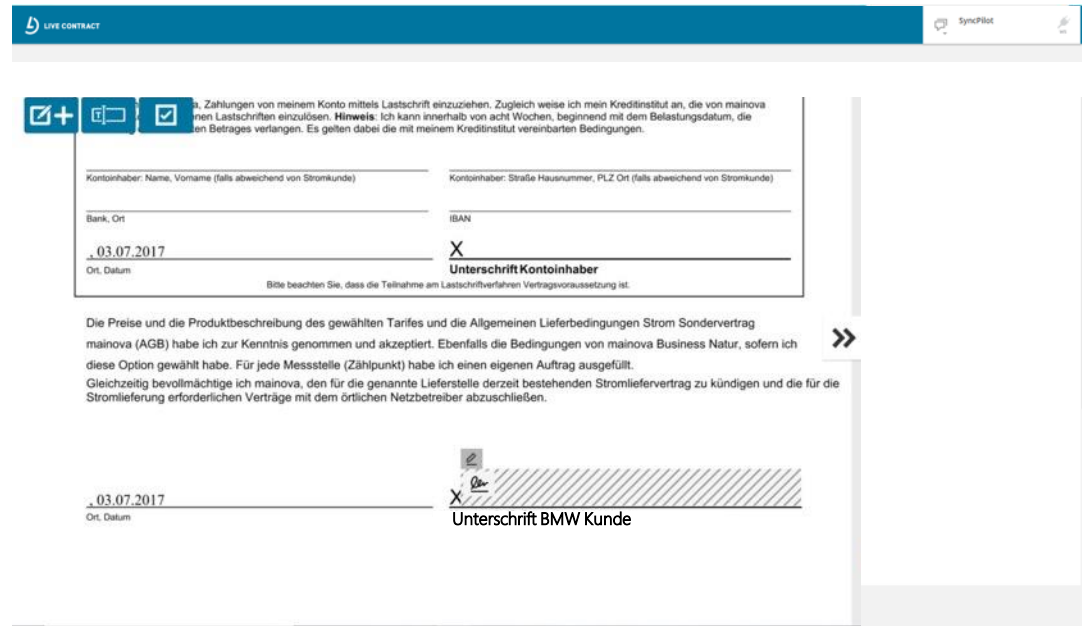 LIVE CONTRACT
SyncPilot
, Zahlungen von meinem Konto mittels Lastschrift einzuziehen. Zugleich weise ich mein Kreditinstitut an, die von mainova
nen Lastschriften einzulösen. Hinweis: Ich kann innerhalb von acht Wochen, beginnend mit dem Belastungsdatum, die
en Betrages verlangen. Es gelten dabei die mit meinem Kreditinstitut vereinbarten Bedingungen.
Kontoinhaber: Name, Vorname (falls abweichend von Stromkunde)
Kontoinhaber: Straße Hausnummer, PLZ Ort (falls abweichend von Stromkunde)
Bank, Ort
IBAN
, 03.07.2017
X
Ort, Datum
Unterschrift Kontoinhaber
Bitte beachten Sie, dass die Teilnahme am Lastschriftverfahren Vertragsvoraussetzung ist.
Die Preise und die Produktbeschreibung des gewählten Tarifes und die Allgemeinen Lieferbedingungen Strom Sondervertrag
mainova (AGB) habe ich zur Kenntnis genommen und akzeptiert. Ebenfalls die Bedingungen von mainova Business Natur, sofern ich
diese Option gewählt habe. Für jede Messstelle (Zählpunkt) habe ich einen eigenen Auftrag ausgefüllt.
Gleichzeitig bevollmächtige ich mainova, den für die genannte Lieferstelle derzeit bestehenden Stromliefervertrag zu kündigen und die für die
Stromlieferung erforderlichen Verträge mit dem örtlichen Netzbetreiber abzuschließen.
, 03.07.2017
X
Ort, Datum
Unterschrift BMW Kunde